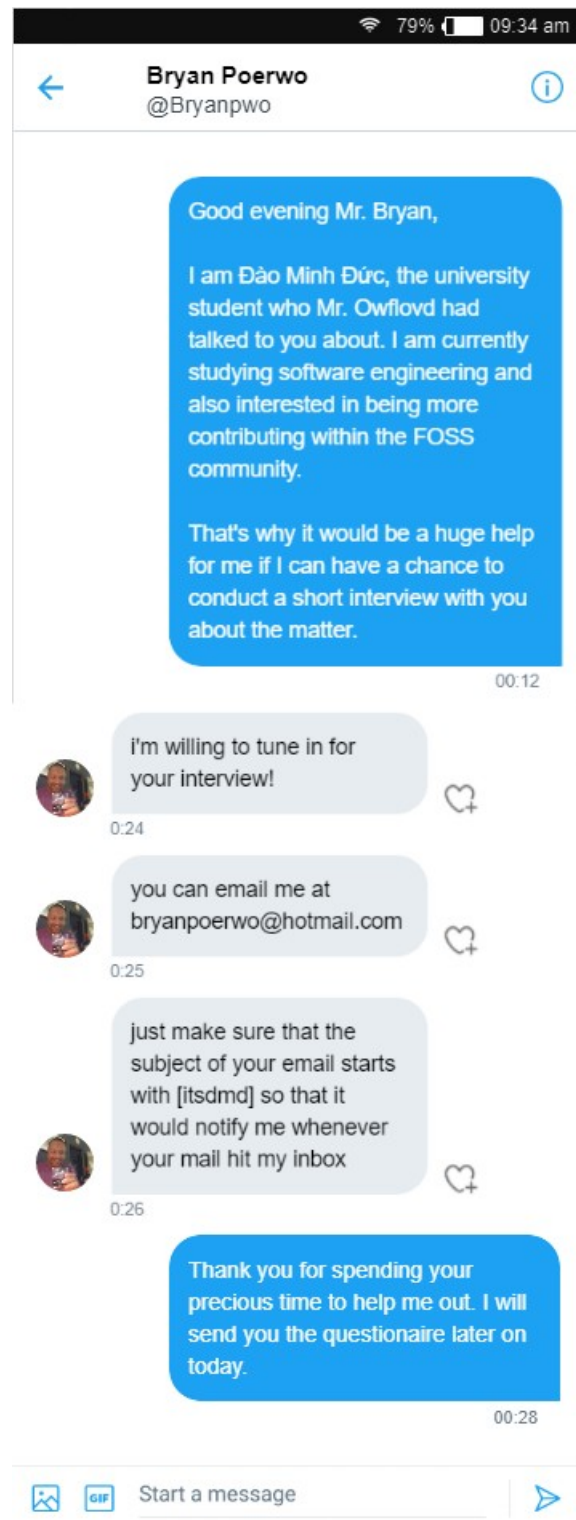 79% 09:34 am
Bryan Poerwo
@Bryanpwo
Good evening Mr. Bryan,
I am Đào Minh Đức, the university
student who Mr. Owflovd had
talked to you about. I am currently
studying software engineering and
also interested in being more
contributing within the FOSS
community.
That's why it would be a huge help
for me if I can have a chance to
conduct a short interview with you
about the matter.
00:12
i'm willing to tune in for
your interview!
0:24
you can email me at
bryanpoerwo@hotmail.com
0:25
just make sure that the
subject of your email starts
with [itsdmd] so that it
would notify me whenever
your mail hit my inbox
0:26
Thank you for spending your
precious time to help me out. I will
send you the questionaire later on
today.
00:28
GIF Start a message